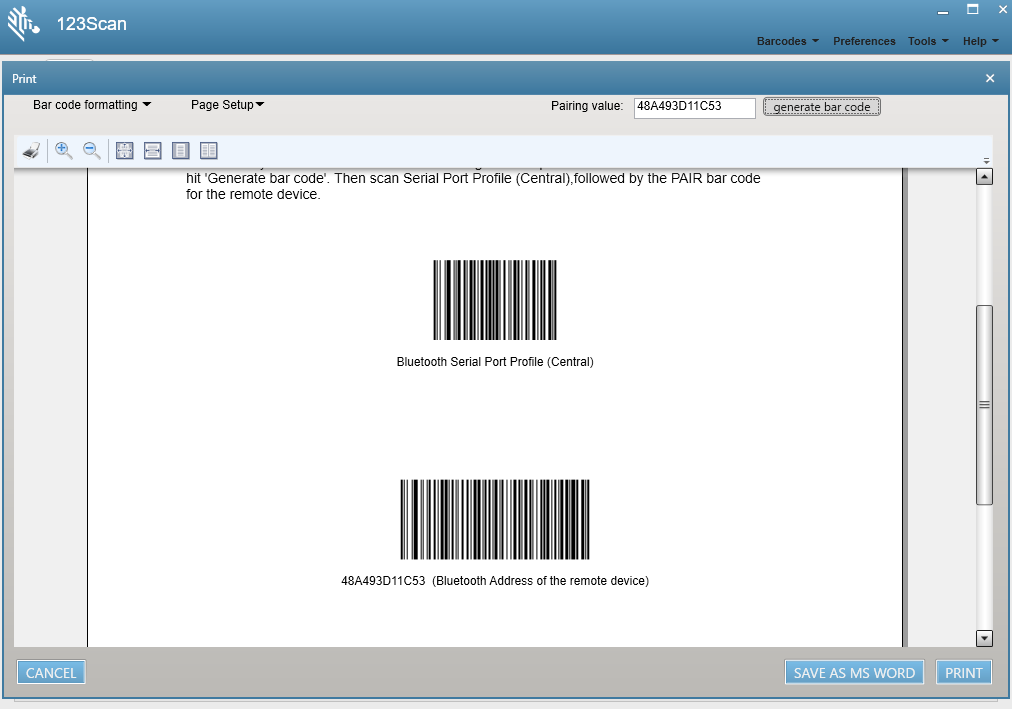 123Scan
Barcodes Preferences Tools Help
Print
Bar code formatting Page Setup Pairing value: 48A493D11C53 generate bar code
hit 'Generate bar code'. Then scan Serial Port Profile (Central),followed by the PAIR bar code
for the remote device.
Bluetooth Serial Port Profile (Central)
48A493D11C53 (Bluetooth Address of the remote device)
CANCEL SAVE AS MS WORD PRINT